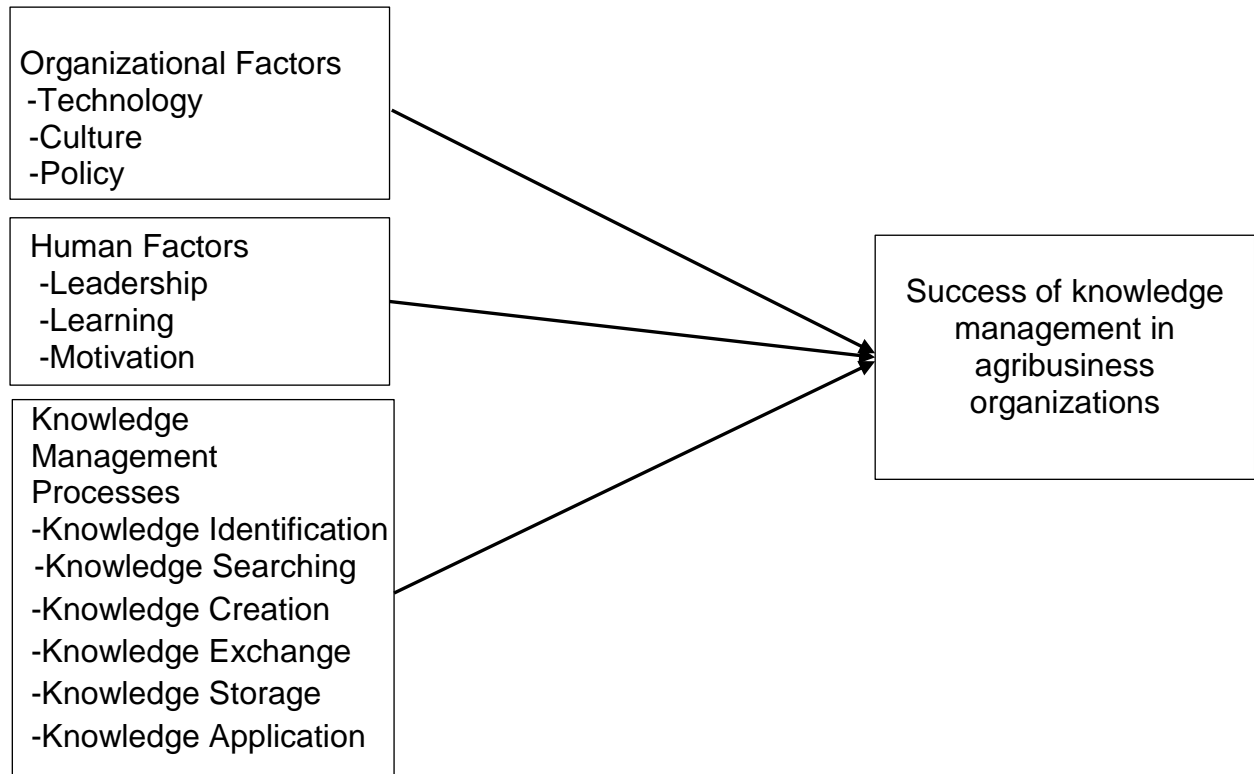 Organizational Factors
-Technology
-Culture
-Policy
Human Factors
-Leadership
-Learning
-Motivation
Knowledge
Management
Processes
-Knowledge Identification
-Knowledge Searching
-Knowledge Creation
-Knowledge Exchange
-Knowledge Storage
-Knowledge Application
Success of knowledge
management in
agribusiness
organizations